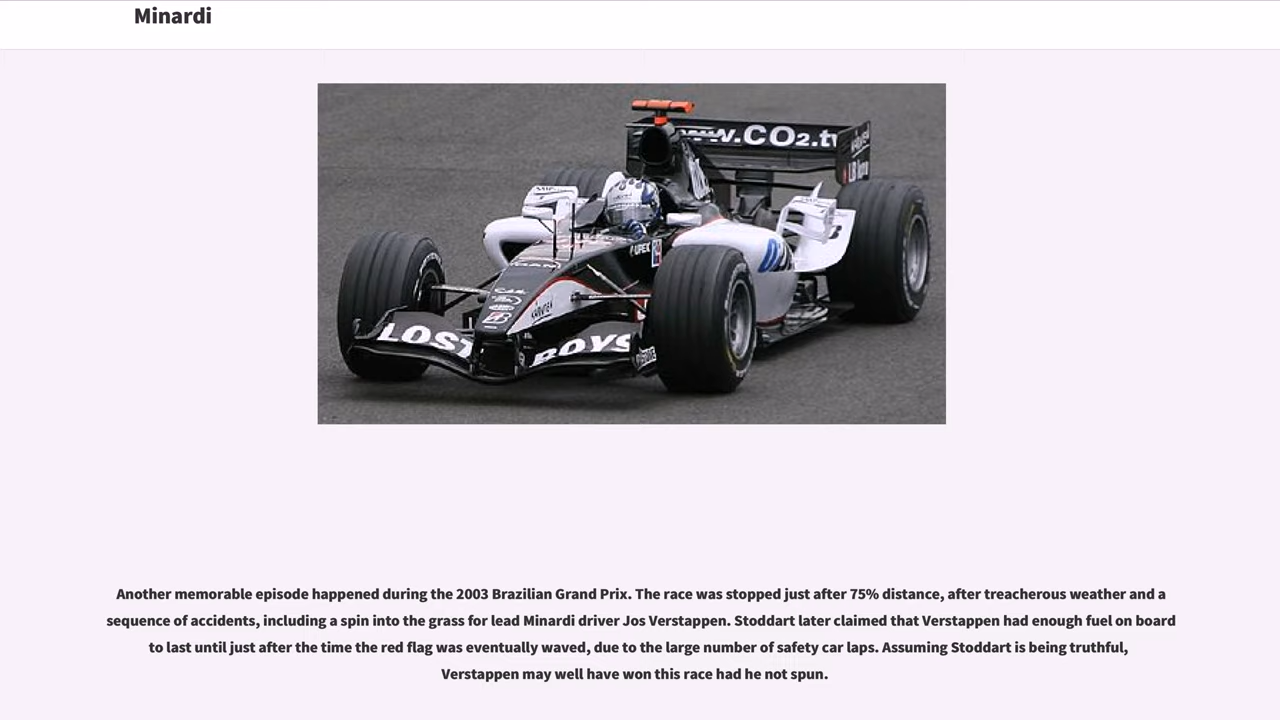 Minardi
www.CO2.tv
LOST BOYS
Another memorable episode happened during the 2003 Brazilian Grand Prix. The race was stopped just after 75% distance, after treacherous weather and a
sequence of accidents, including a spin into the grass for lead Minardi driver Jos Verstappen. Stoddart later claimed that Verstappen had enough fuel on board
to last until just after the time the red flag was eventually waved, due to the large number of safety car laps. Assuming Stoddart is being truthful,
Verstappen may well have won this race had he not spun.